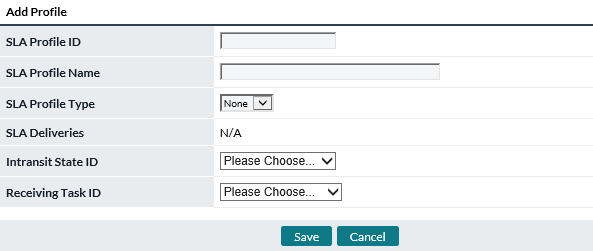 Add Profile
SLA Profile ID
SLA Profile Name
SLA Profile Type None
SLA Deliveries N/A
Intransit State ID Please Choose...
Receiving Task ID Please Choose...
Save Cancel